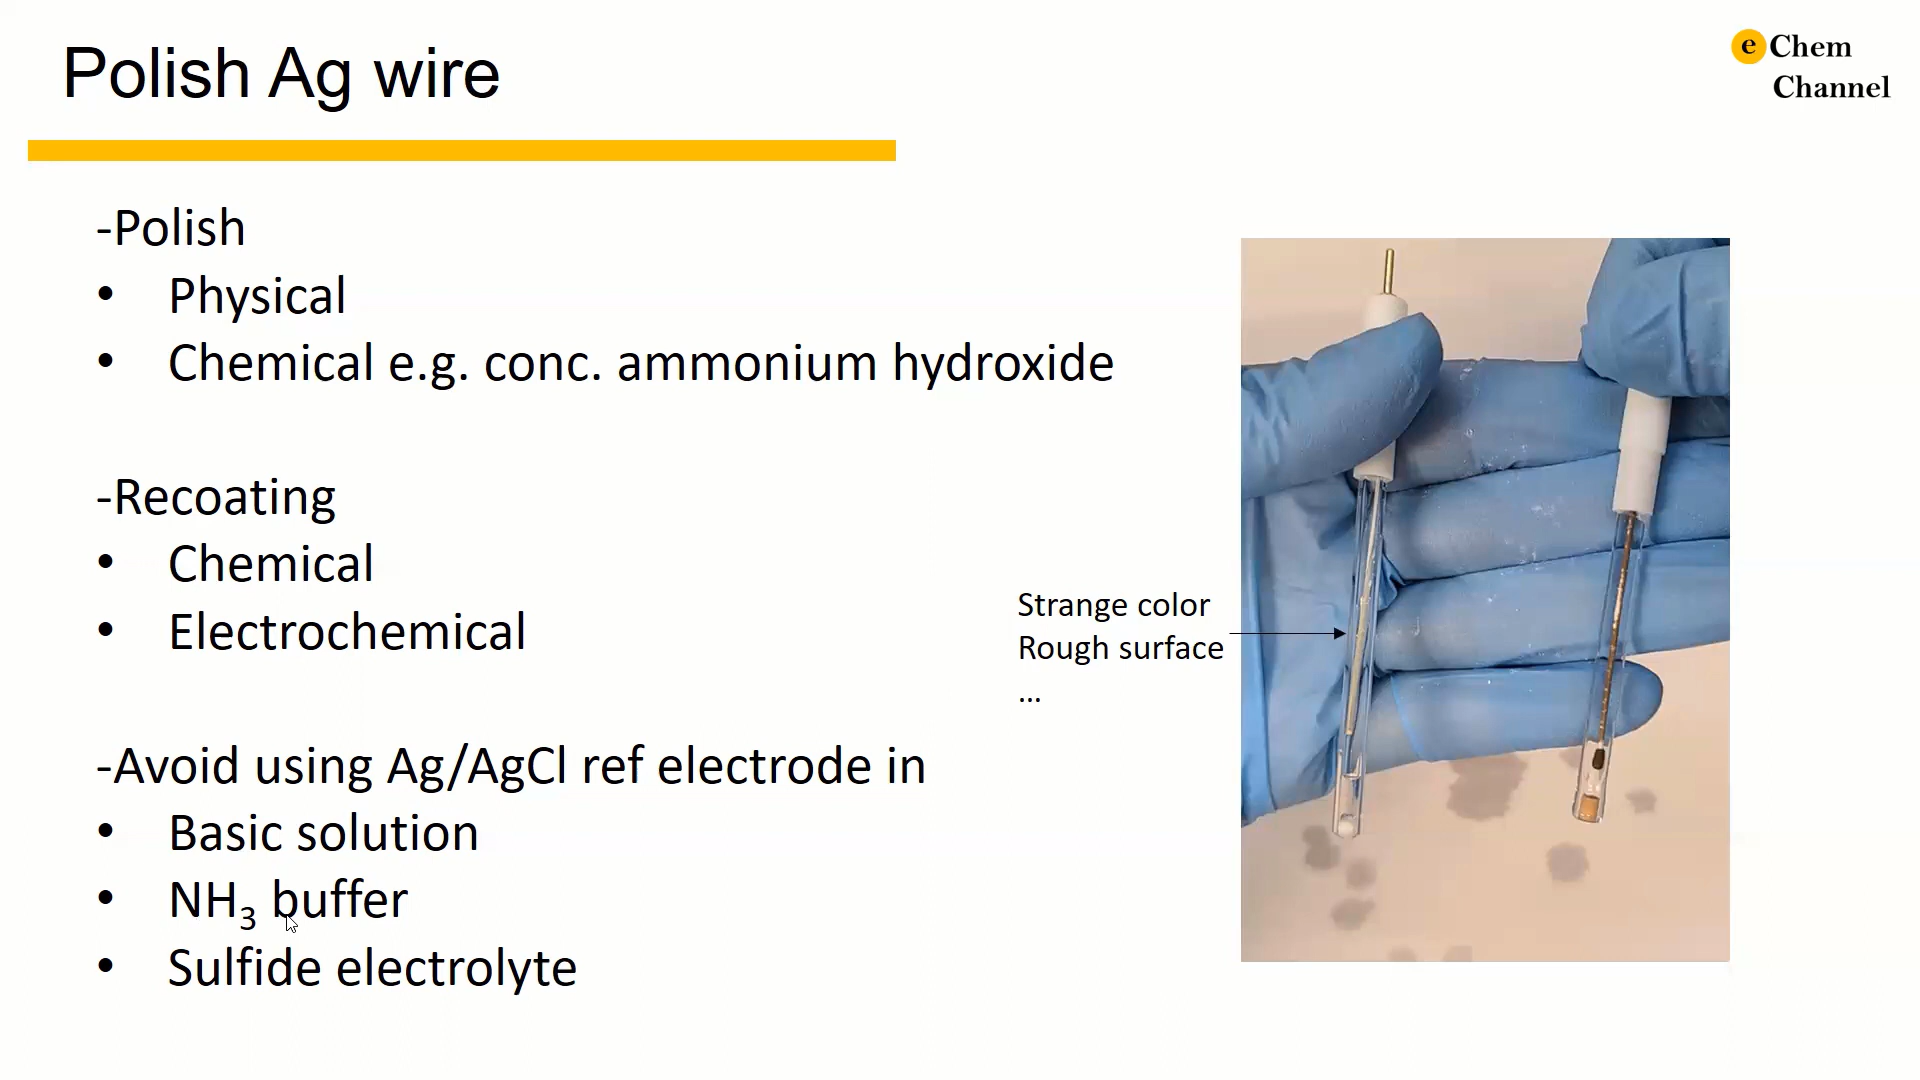 Polish Ag wire
e Chem
Channel
-Polish
• Physical
• Chemical e.g. conc. ammonium hydroxide
-Recoating
• Chemical
• Electrochemical
-Avoid using Ag/AgCl ref electrode in
• Basic solution
• NH₃ buffer
• Sulfide electrolyte
Strange color
Rough surface
...